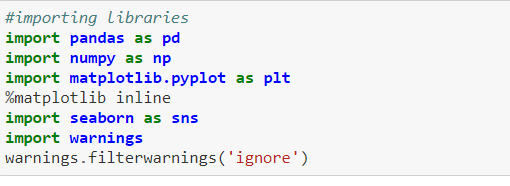 #importing libraries
import pandas as pd
import numpy as np
import matplotlib.pyplot as plt
%matplotlib inline
import seaborn as sns
import warnings
warnings.filterwarnings('ignore')